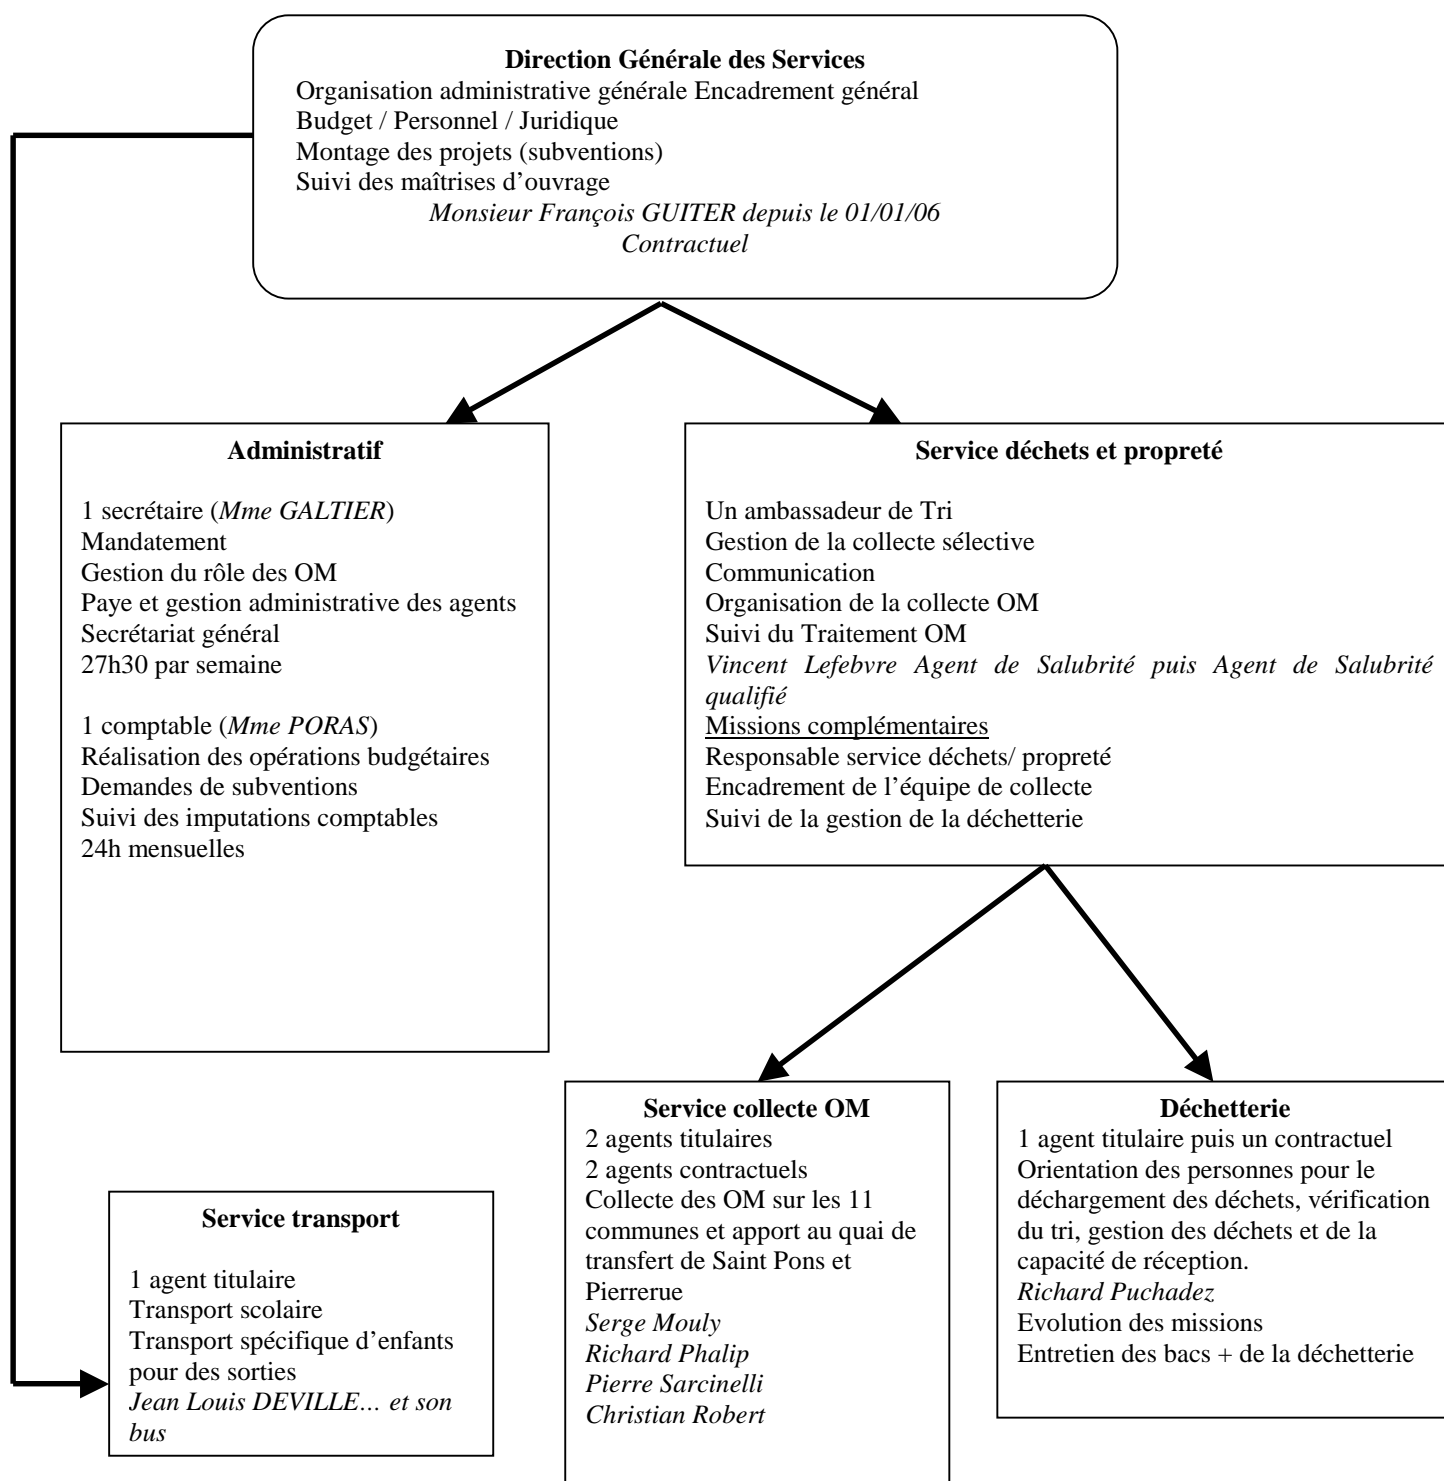 Direction Générale des Services
Organisation administrative générale Encadrement général
Budget / Personnel / Juridique
Montage des projets (subventions)
Suivi des maîtrises d’ouvrage
Monsieur François GUITER depuis le 01/01/06
Contractuel
Administratif
1 secrétaire (Mme GALTIER)
Mandatement
Gestion du rôle des OM
Paye et gestion administrative des agents
Secrétariat général
27h30 par semaine
1 comptable (Mme PORAS)
Réalisation des opérations budgétaires
Demandes de subventions
Suivi des imputations comptables
24h mensuelles
Service déchets et propreté
Un ambassadeur de Tri
Gestion de la collecte sélective
Communication
Organisation de la collecte OM
Suivi du Traitement OM
Vincent Lefebvre Agent de Salubrité puis Agent de Salubrité
qualifié
Missions complémentaires
Responsable service déchets/ propreté
Encadrement de l’équipe de collecte
Suivi de la gestion de la déchetterie
Service transport
1 agent titulaire
Transport scolaire
Transport spécifique d’enfants
pour des sorties
Jean Louis DEVILLE… et son
bus
Service collecte OM
2 agents titulaires
2 agents contractuels
Collecte des OM sur les 11
communes et apport au quai de
transfert de Saint Pons et
Pierrerue
Serge Mouly
Richard Phalip
Pierre Sarcinelli
Christian Robert
Déchetterie
1 agent titulaire puis un contractuel
Orientation des personnes pour le
déchargement des déchets, vérification
du tri, gestion des déchets et de la
capacité de réception.
Richard Puchadez
Evolution des missions
Entretien des bacs + de la déchetterie